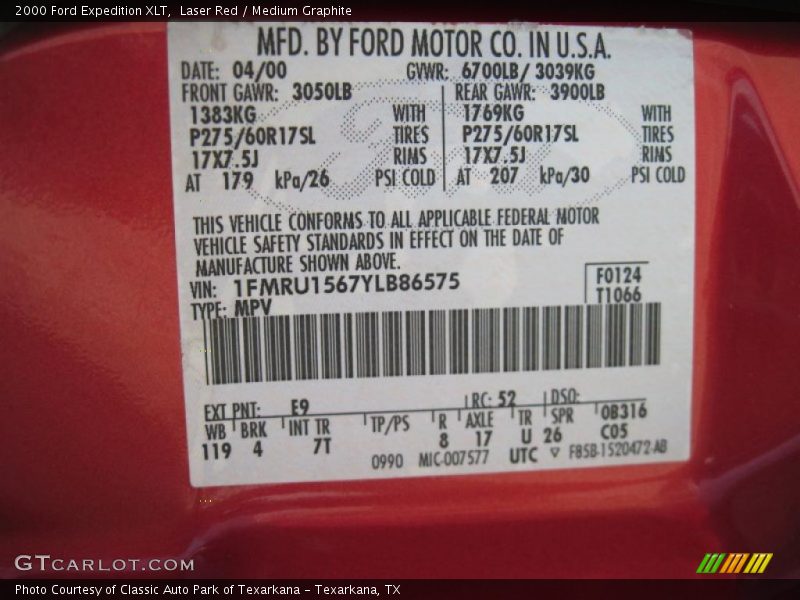 2000 Ford Expedition XLT, Laser Red / Medium Graphite
MFD. BY FORD MOTOR CO. IN U.S.A.
DATE: 04/00 GVWR: 6700LB/ 3039KG
FRONT GAWR: 3050LB REAR GAWR: 3900LB
1383KG WITH 1769KG WITH
P275/60R17SL TIRES P275/60R17SL TIRES
17X7.5J RIMS 17X7.5J RIMS
AT 179 kPa/26 PSI COLD AT 207 kPa/30 PSI COLD
THIS VEHICLE CONFORMS TO ALL APPLICABLE FEDERAL MOTOR
VEHICLE SAFETY STANDARDS IN EFFECT ON THE DATE OF
MANUFACTURE SHOWN ABOVE.
VIN: 1FMRU1567YLB86575 F0124
TYPE: MPV T1066
EXT PNT: E9 RC: 52 DSO:
WB BRK INT TR TP/PS R AXLE TR SPR 0B316
119 4 7T 8 17 U 26 C05
0990 MIC-007577 UTC ▽ F85B-1520472-AB
GTCARLOT.COM
Photo Courtesy of Classic Auto Park of Texarkana - Texarkana, TX